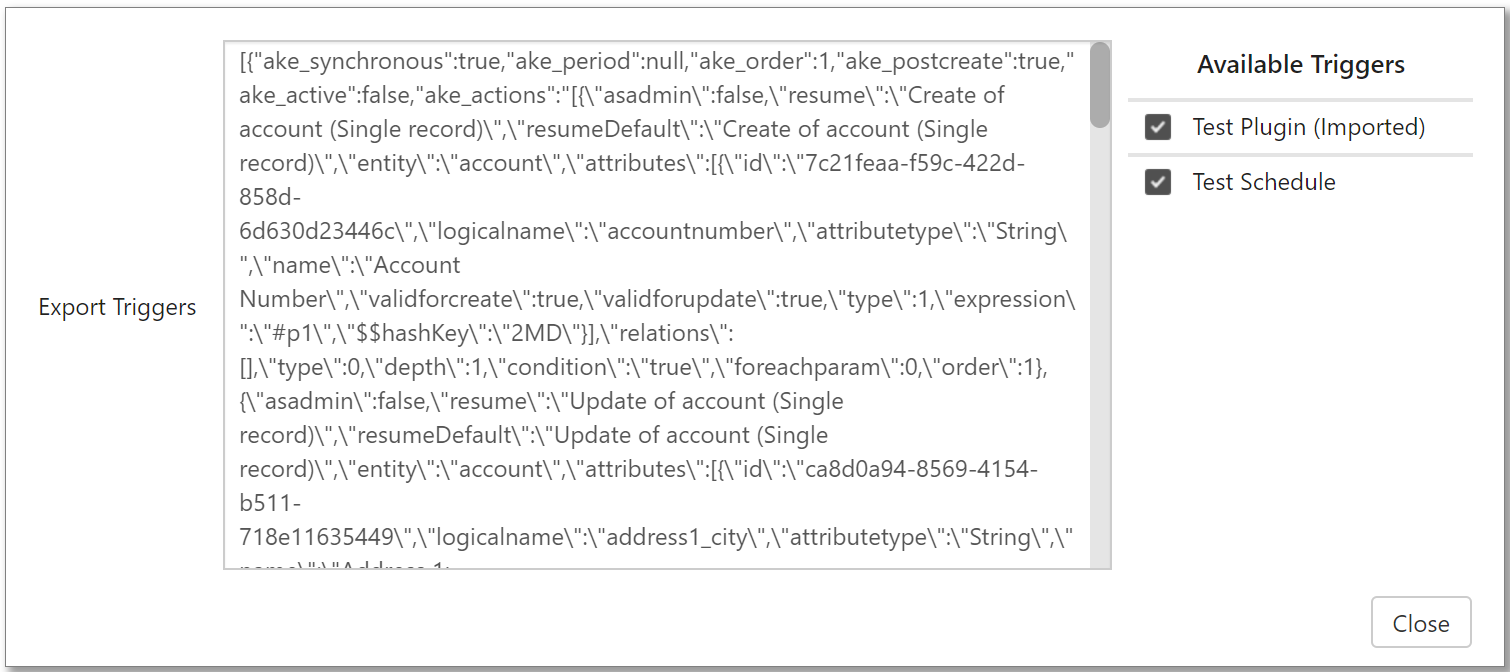 Export Triggers
[{"ake_synchronous":true,"ake_period":null,"ake_order":1,"ake_postcreate":true,"
ake_active":false,"ake_actions":"[{\"asadmin\":false,\"resume\":\"Create of
account (Single record)\",\"resumeDefault\":\"Create of account (Single
record)\",\"entity\":\"account\",\"attributes\":[{\"id\":\"7c21feaa-f59c-422d-
858d-
6d630d23446c\",\"logicalname\":\"accountnumber\",\"attributetype\":\"String\
",\"name\":\"Account
Number\",\"validforcreate\":true,\"validforupdate\":true,\"type\":1,\"expression\
":\"#p1\",\"$$hashKey\":\"2MD\"}],\"relations\":
[],\"type\":0,\"depth\":1,\"condition\":\"true\",\"foreachparam\":0,\"order\":1},
{\"asadmin\":false,\"resume\":\"Update of account (Single
record)\",\"resumeDefault\":\"Update of account (Single
record)\",\"entity\":\"account\",\"attributes\":[{\"id\":\"ca8d0a94-8569-4154-
b511-
718e11635449\",\"logicalname\":\"address1_city\",\"attributetype\":\"String\",\"
name\":\"Address 1:
Available Triggers
Test Plugin (Imported)
Test Schedule
Close